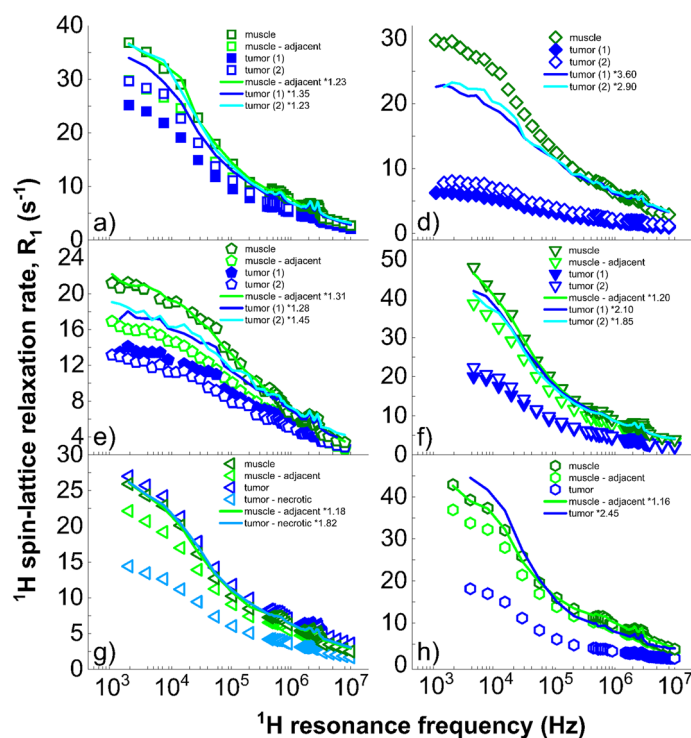 40
30
20
10
0
a)
muscle
muscle - adjacent
tumor (1)
tumor (2)
muscle - adjacent *1.23
tumor (1) *1.35
tumor (2) *1.23
30
20
10
0
d)
muscle
tumor (1)
tumor (2)
tumor (1) *3.60
tumor (2) *2.90
24
20
16
12
8
4
e)
muscle
muscle - adjacent
tumor (1)
tumor (2)
muscle - adjacent *1.31
tumor (1) *1.28
tumor (2) *1.45
50
40
30
20
10
0
f)
muscle
muscle - adjacent
tumor (1)
tumor (2)
muscle - adjacent *1.20
tumor (1) *2.10
tumor (2) *1.85
30
25
20
15
10
5
0
g)
muscle
muscle - adjacent
tumor
tumor - necrotic
muscle - adjacent *1.18
tumor - necrotic *1.82
40
30
20
10
0
h)
muscle
muscle - adjacent
tumor
muscle - adjacent *1.16
tumor *2.45
10³ 10⁴ 10⁵ 10⁶ 10⁷
10³ 10⁴ 10⁵ 10⁶ 10⁷
¹H spin-lattice relaxation rate, R₁ (s⁻¹)
¹H resonance frequency (Hz)